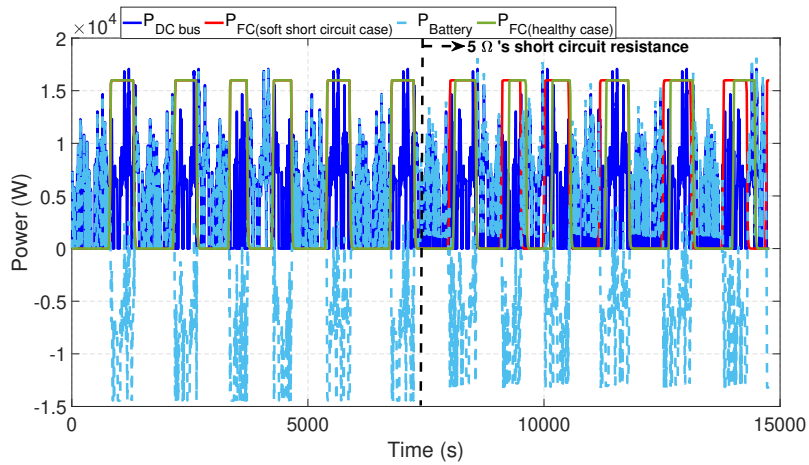 P_DC bus P_FC(soft short circuit case) P_Battery P_FC(healthy case)
×10^4
5 Ω 's short circuit resistance
2
1.5
1
0.5
0
-0.5
-1
-1.5
Power (W)
0 5000 10000 15000
Time (s)